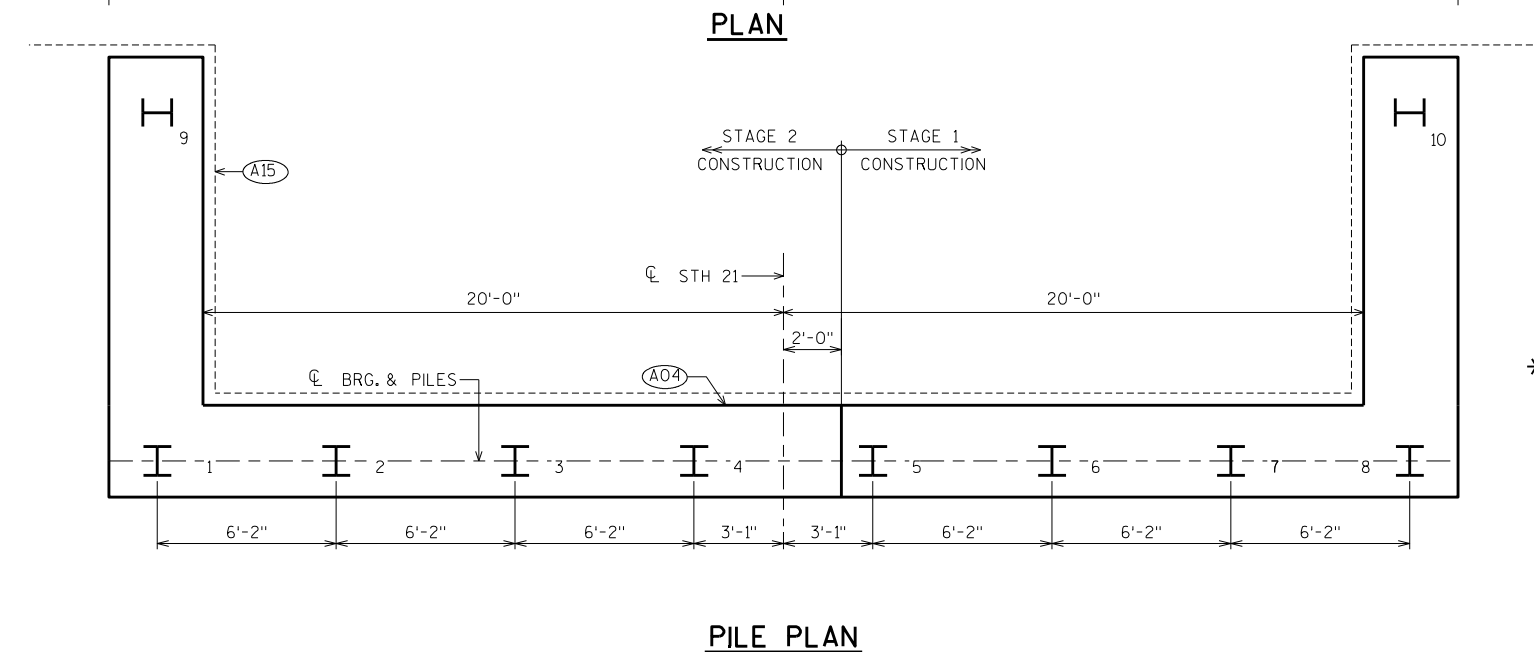 PLAN
9
10
STAGE 2
STAGE 1
CONSTRUCTION
CONSTRUCTION
A15
℄ STH 21
20'-0"
20'-0"
2'-0"
℄ BRG. & PILES
A04
1
2
3
4
5
6
7
8
6'-2"
6'-2"
6'-2"
3'-1"
3'-1"
6'-2"
6'-2"
6'-2"
PILE PLAN